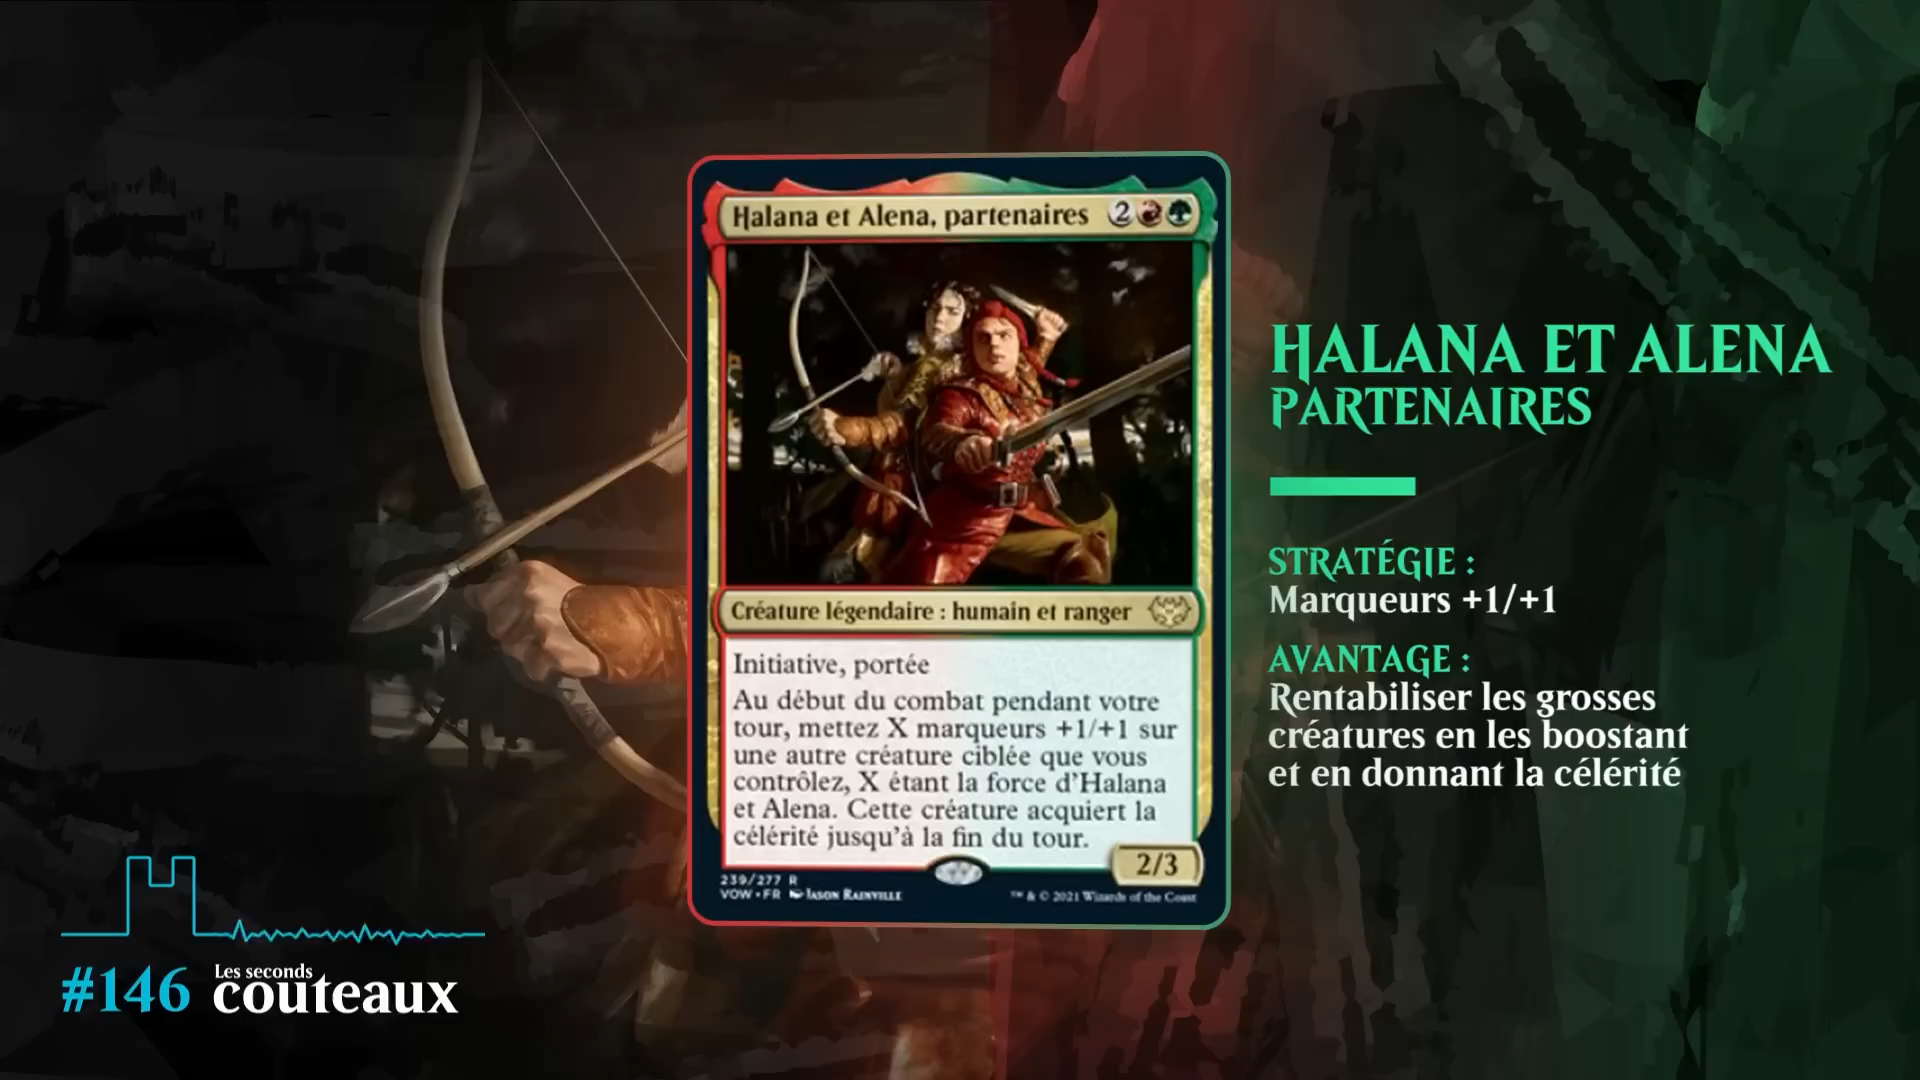 Halana et Alena, partenaires 2
Créature légendaire : humain et ranger
Initiative, portée
Au début du combat pendant votre
tour, mettez X marqueurs +1/+1 sur
une autre créature ciblée que vous
contrôlez, X étant la force d'Halana
et Alena. Cette créature acquiert la
célérité jusqu'à la fin du tour.
2/3
239/277 R
VOW • FR Jason Rainville
™ & © 2021 Wizards of the Coast
HALANA ET ALENA
PARTENAIRES
STRATÉGIE :
Marqueurs +1/+1
AVANTAGE :
Rentabiliser les grosses
créatures en les boostant
et en donnant la célérité
#146 Les seconds
couteaux